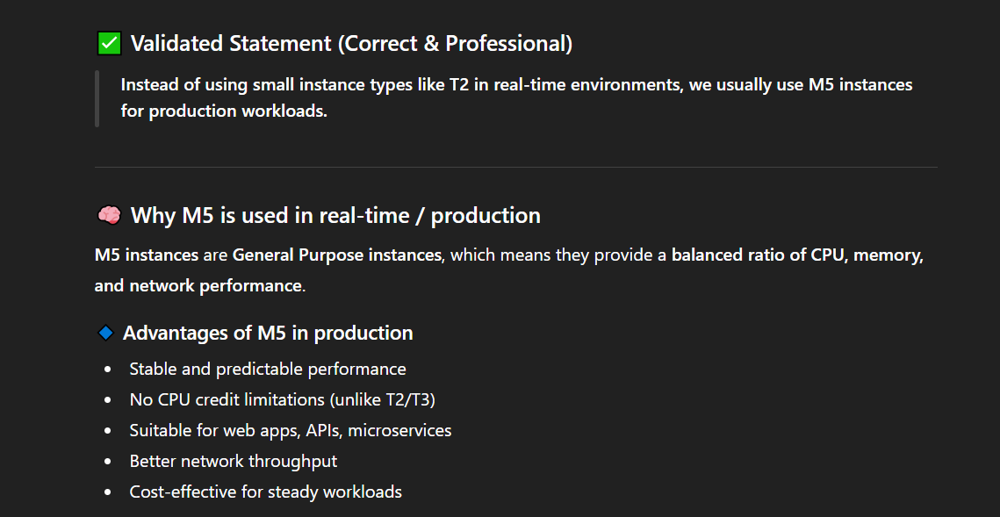 ✅ Validated Statement (Correct & Professional)
Instead of using small instance types like T2 in real-time environments, we usually use M5 instances
for production workloads.
🧠 Why M5 is used in real-time / production
M5 instances are General Purpose instances, which means they provide a balanced ratio of CPU, memory,
and network performance.
🔹 Advantages of M5 in production
• Stable and predictable performance
• No CPU credit limitations (unlike T2/T3)
• Suitable for web apps, APIs, microservices
• Better network throughput
• Cost-effective for steady workloads